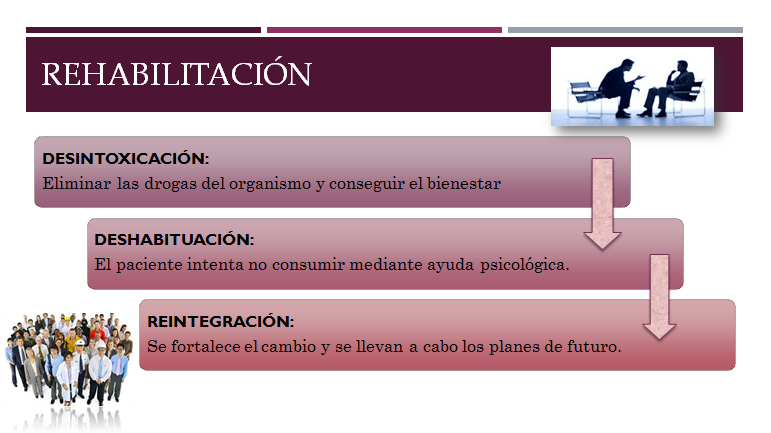 REHABILITACIÓN
DESINTOXICACIÓN:
Eliminar las drogas del organismo y conseguir el bienestar
DESHABITUACIÓN:
El paciente intenta no consumir mediante ayuda psicológica.
REINTEGRACIÓN:
Se fortalece el cambio y se llevan a cabo los planes de futuro.